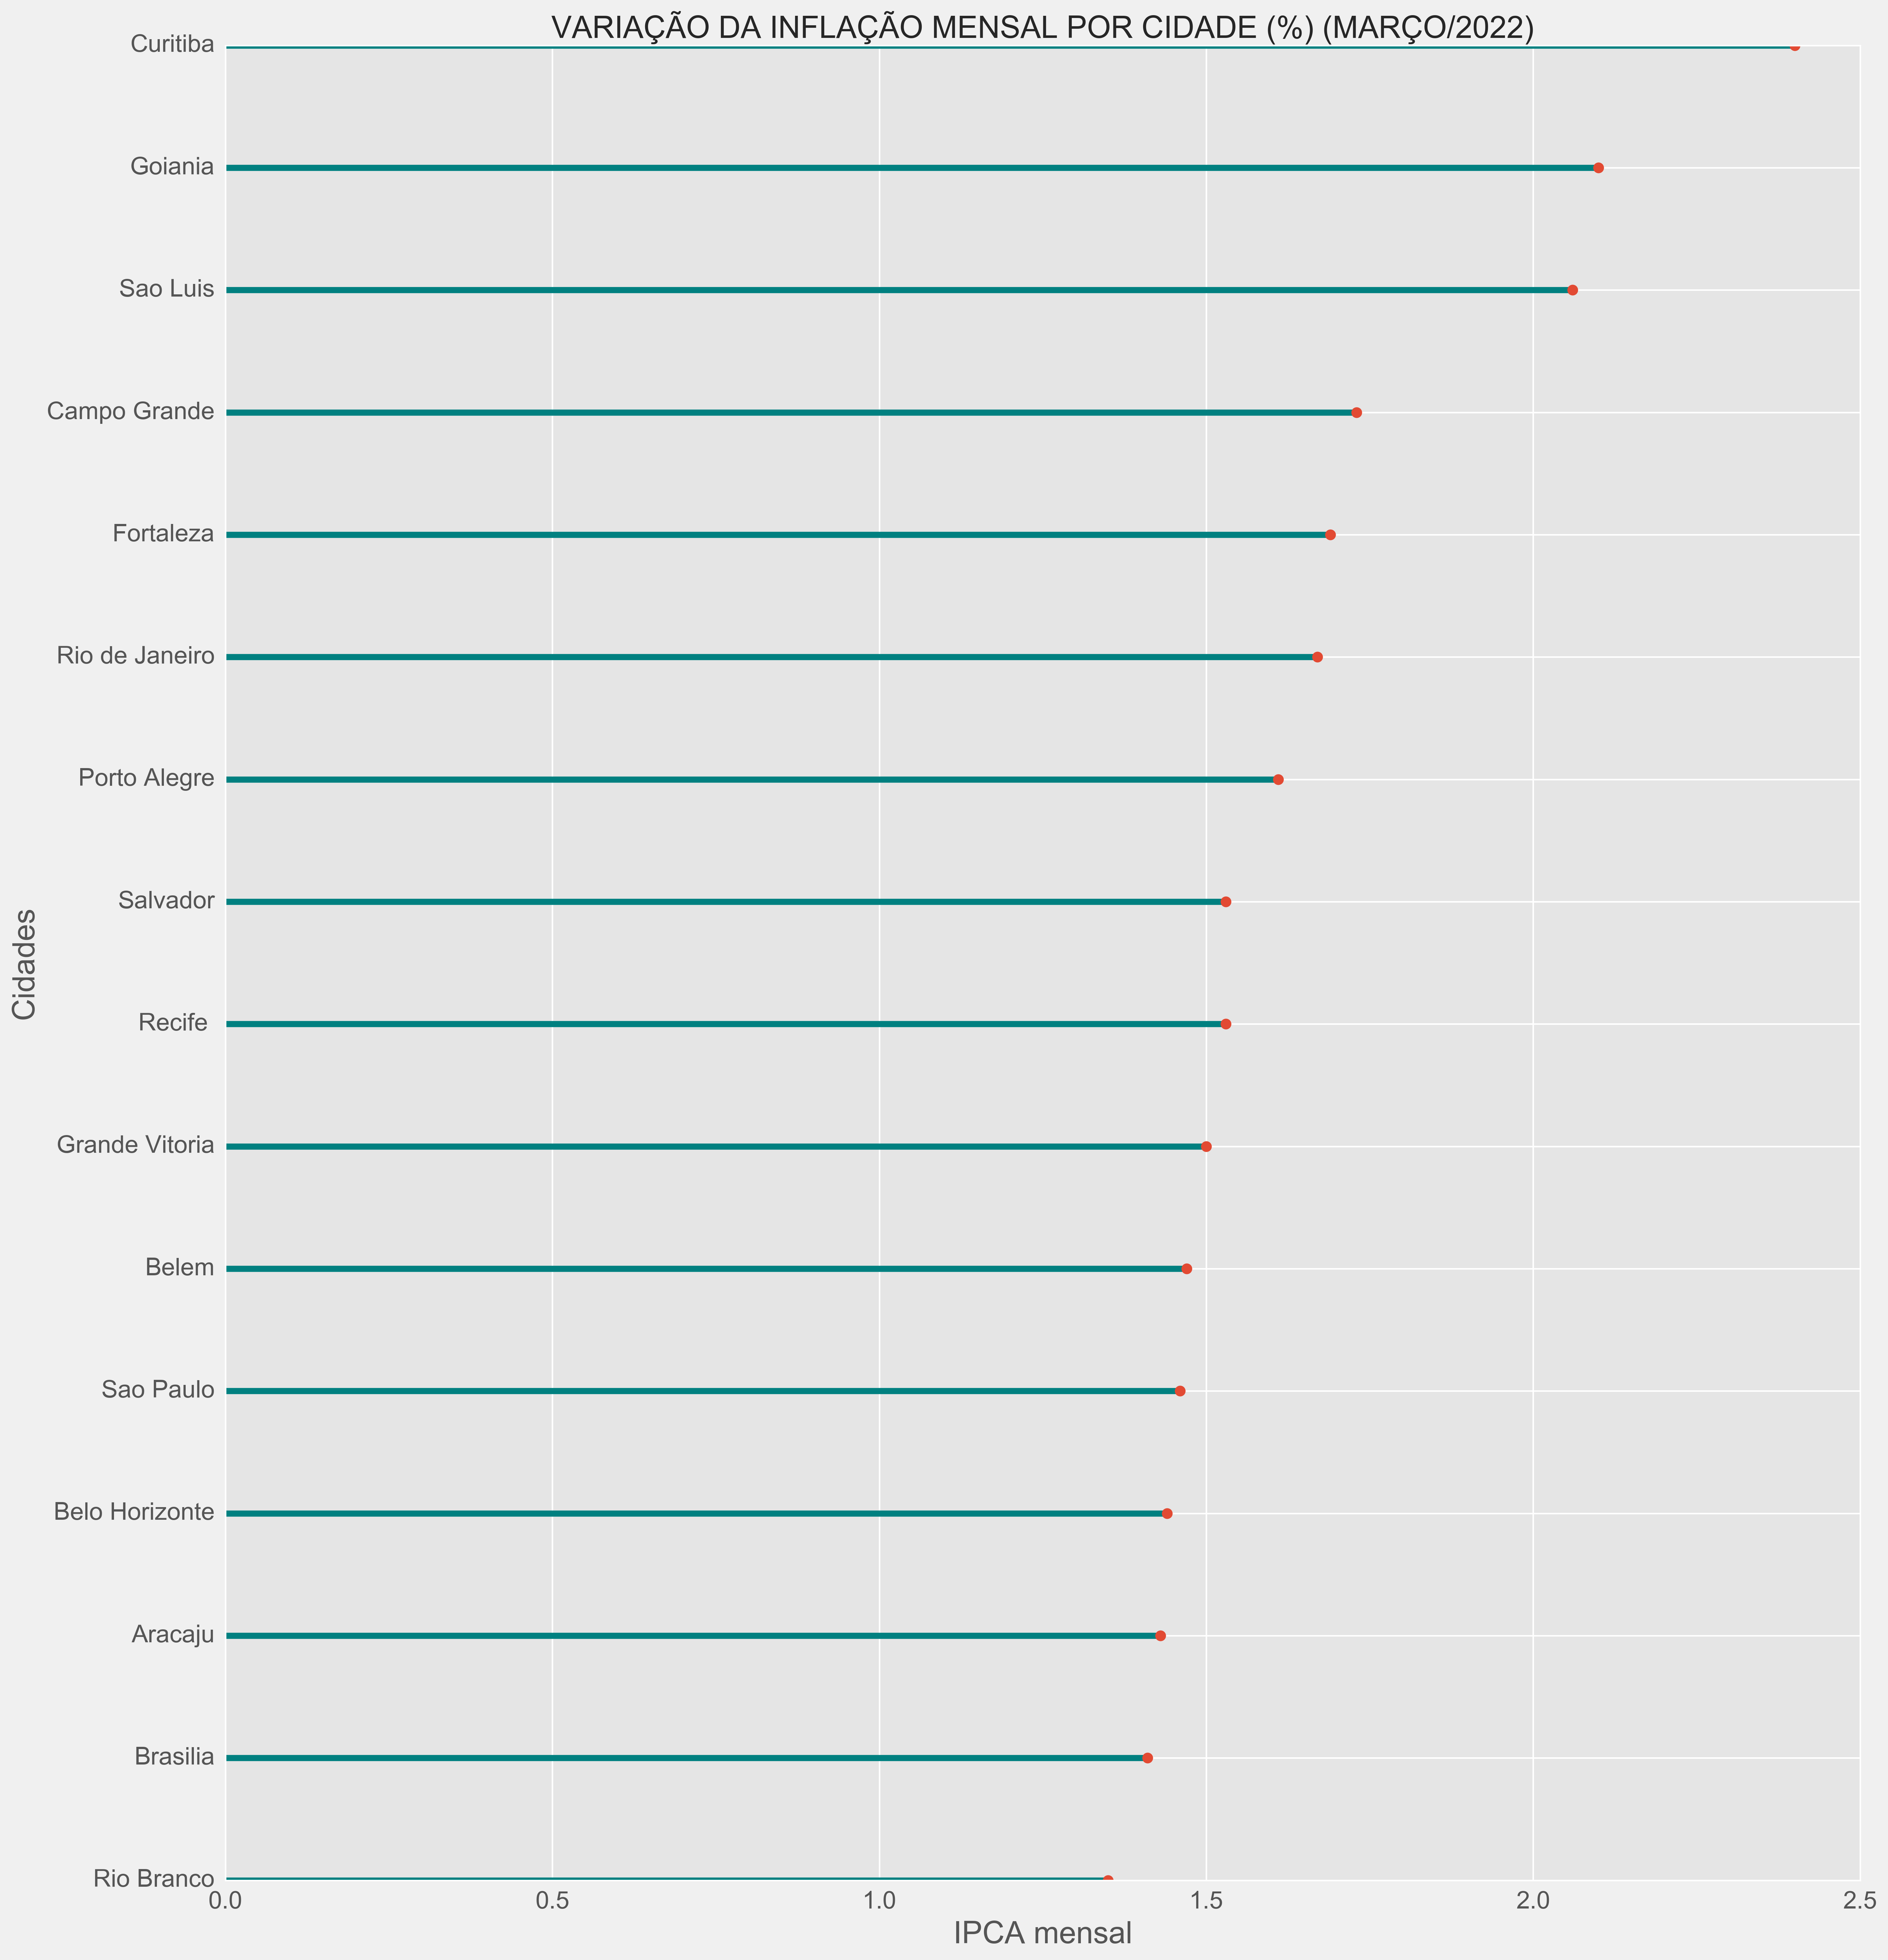 VARIAÇÃO DA INFLAÇÃO MENSAL POR CIDADE (%) (MARÇO/2022)
Curitiba
Goiania
Sao Luis
Campo Grande
Fortaleza
Rio de Janeiro
Porto Alegre
Salvador
Recife
Grande Vitoria
Belem
Sao Paulo
Belo Horizonte
Aracaju
Brasilia
Rio Branco
Cidades
0.0 0.5 1.0 1.5 2.0 2.5
IPCA mensal